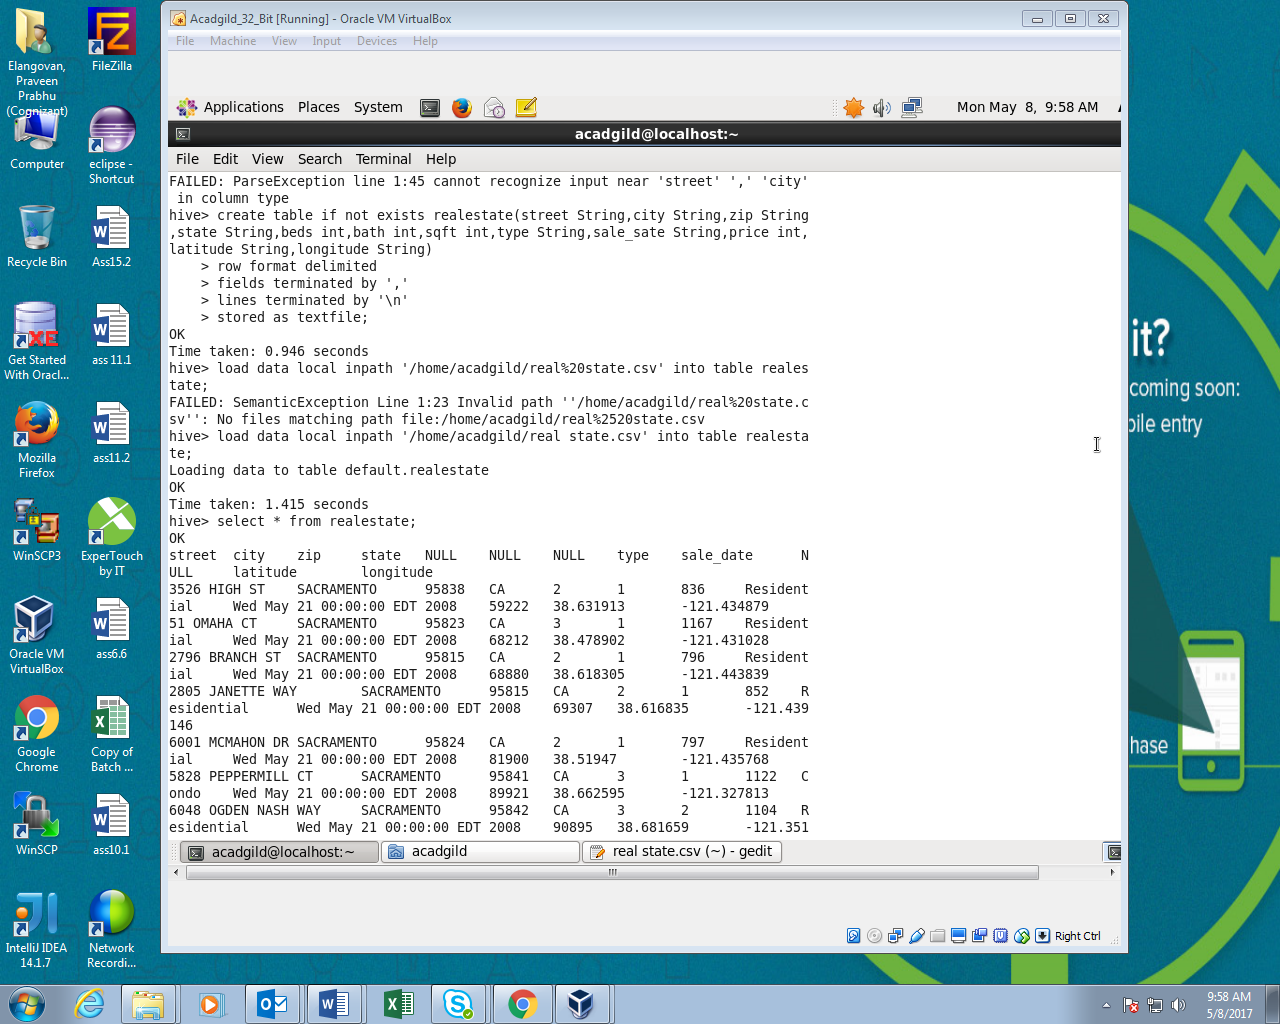 Acadgild_32_Bit [Running] - Oracle VM VirtualBox
File Machine View Input Devices Help
Applications Places System
Mon May 8, 9:58 AM
acadgild@localhost:~
File Edit View Search Terminal Help
FAILED: ParseException line 1:45 cannot recognize input near 'street' ',' 'city'
 in column type
hive> create table if not exists realestate(street String,city String,zip String
,state String,beds int,bath int,sqft int,type String,sale_sate String,price int,
latitude String,longitude String)
    > row format delimited
    > fields terminated by ','
    > lines terminated by '\n'
    > stored as textfile;
OK
Time taken: 0.946 seconds
hive> load data local inpath '/home/acadgild/real%20state.csv' into table reales
tate;
FAILED: SemanticException Line 1:23 Invalid path ''/home/acadgild/real%20state.c
sv'': No files matching path file:/home/acadgild/real%2520state.csv
hive> load data local inpath '/home/acadgild/real state.csv' into table realesta
te;
Loading data to table default.realestate
OK
Time taken: 1.415 seconds
hive> select * from realestate;
OK
street city zip state NULL NULL NULL type sale_date N
ULL latitude longitude
3526 HIGH ST SACRAMENTO 95838 CA 2 1 836 Resident
ial Wed May 21 00:00:00 EDT 2008 59222 38.631913 -121.434879
51 OMAHA CT SACRAMENTO 95823 CA 3 1 1167 Resident
ial Wed May 21 00:00:00 EDT 2008 68212 38.478902 -121.431028
2796 BRANCH ST SACRAMENTO 95815 CA 2 1 796 Resident
ial Wed May 21 00:00:00 EDT 2008 68880 38.618305 -121.443839
2805 JANETTE WAY SACRAMENTO 95815 CA 2 1 852 R
esidential Wed May 21 00:00:00 EDT 2008 69307 38.616835 -121.439
146
6001 MCMAHON DR SACRAMENTO 95824 CA 2 1 797 Resident
ial Wed May 21 00:00:00 EDT 2008 81900 38.51947 -121.435768
5828 PEPPERMILL CT SACRAMENTO 95841 CA 3 1 1122 C
ondo Wed May 21 00:00:00 EDT 2008 89921 38.662595 -121.327813
6048 OGDEN NASH WAY SACRAMENTO 95842 CA 3 2 1104 R
esidential Wed May 21 00:00:00 EDT 2008 90895 38.681659 -121.351
acadgild@localhost:~ acadgild real state.csv (~) - gedit
Right Ctrl
Elangovan,
Praveen
Prabhu
(Cognizant)
FileZilla
Computer
eclipse -
Shortcut
Recycle Bin
Ass15.2
Get Started
With Oracl...
ass 11.1
Mozilla
Firefox
ass11.2
WinSCP3
ExperTouch
by IT
Oracle VM
VirtualBox
ass6.6
Google
Chrome
Copy of
Batch ...
WinSCP
ass10.1
IntelliJ IDEA
14.1.7
Network
Recordi...
it?
coming soon:
bile entry
hase
9:58 AM
5/8/2017